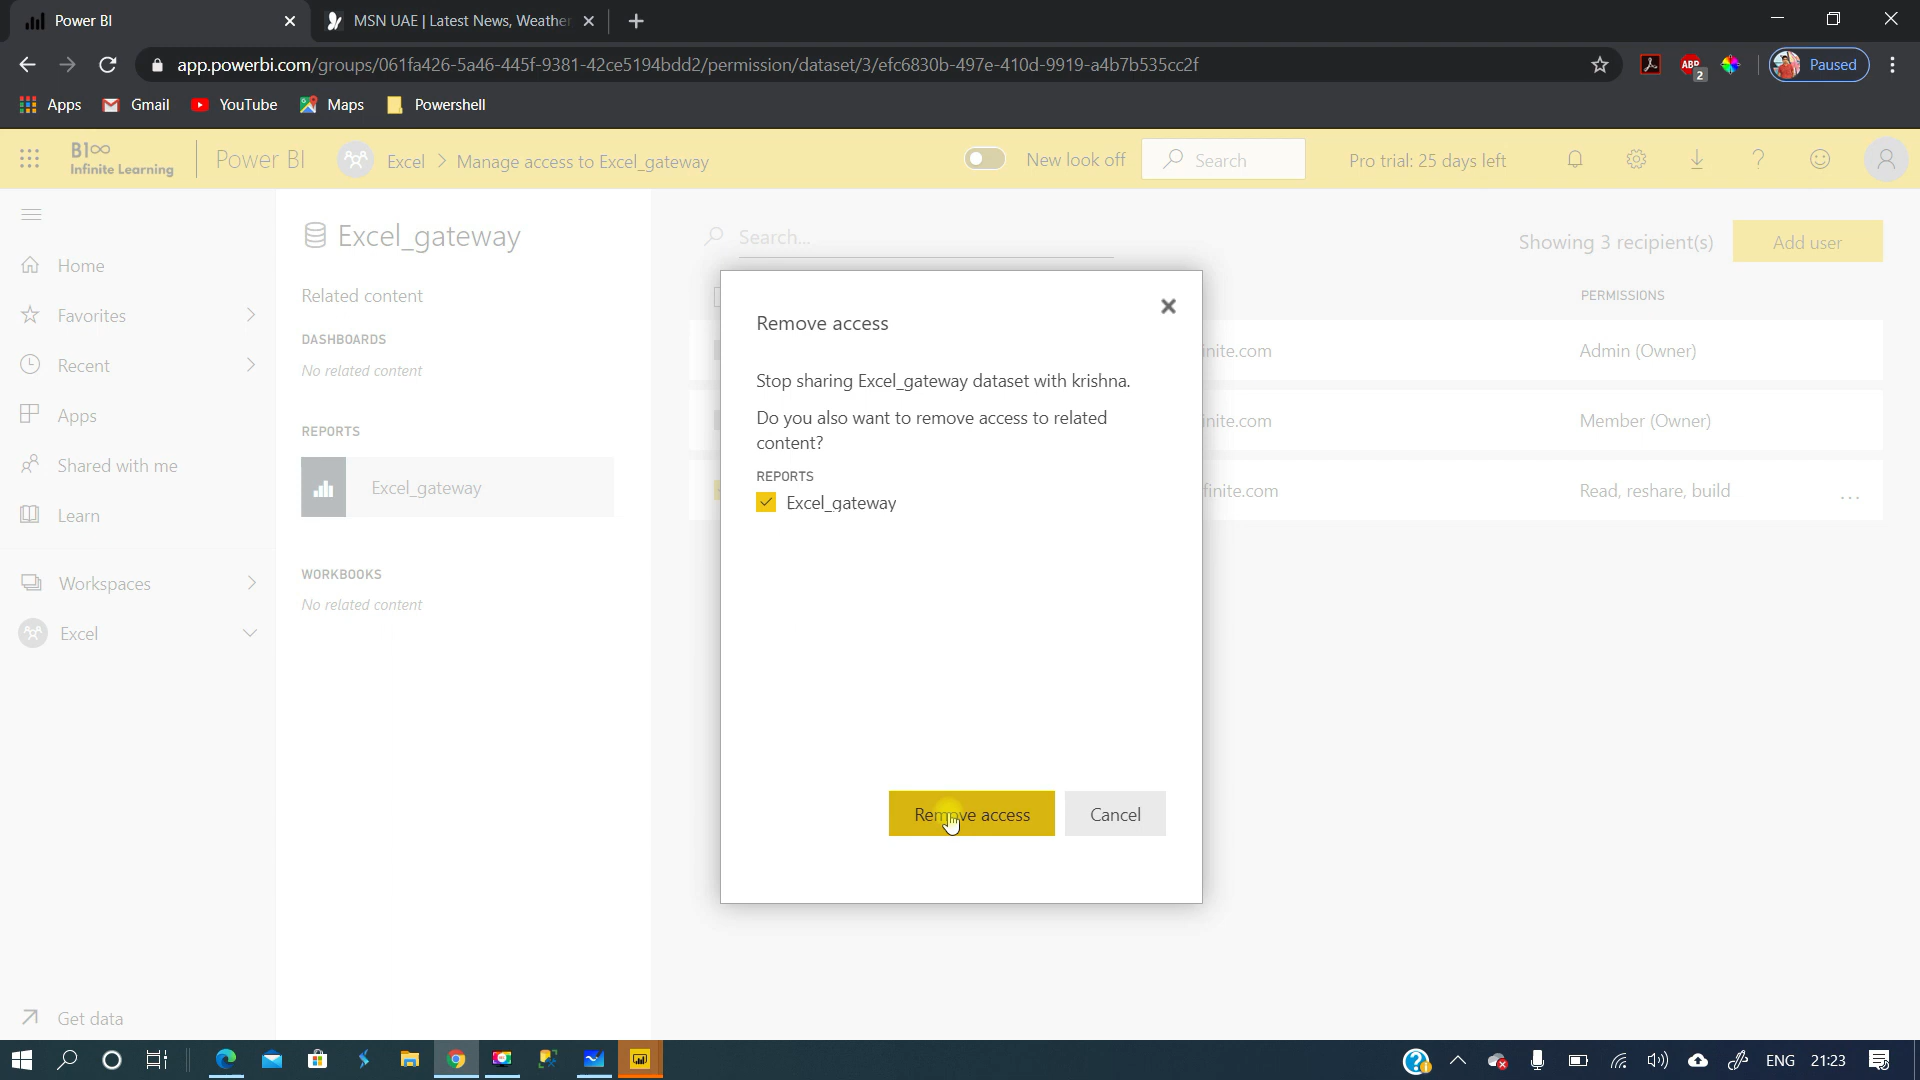 Power BI
MSN UAE | Latest News, Weather
app.powerbi.com/groups/061fa426-5a46-445f-9381-42ce5194bdd2/permission/dataset/3/efc6830b-497e-410d-9919-a4b7b535cc2f
ABP
2
Paused
Apps
Gmail
YouTube
Maps
Powershell
BI∞
Infinite Learning
Power BI
Excel > Manage access to Excel_gateway
New look off
Search
Pro trial: 25 days left
Home
Favorites
Recent
Apps
Shared with me
Learn
Workspaces
Excel
Get data
Excel_gateway
Related content
DASHBOARDS
No related content
REPORTS
Excel_gateway
WORKBOOKS
No related content
Search...
Showing 3 recipient(s)
Add user
PERMISSIONS
inite.com
Admin (Owner)
inite.com
Member (Owner)
finite.com
Read, reshare, build
...
Remove access
Stop sharing Excel_gateway dataset with krishna.
Do you also want to remove access to related
content?
REPORTS
Excel_gateway
Remove access
Cancel
ENG
21:23